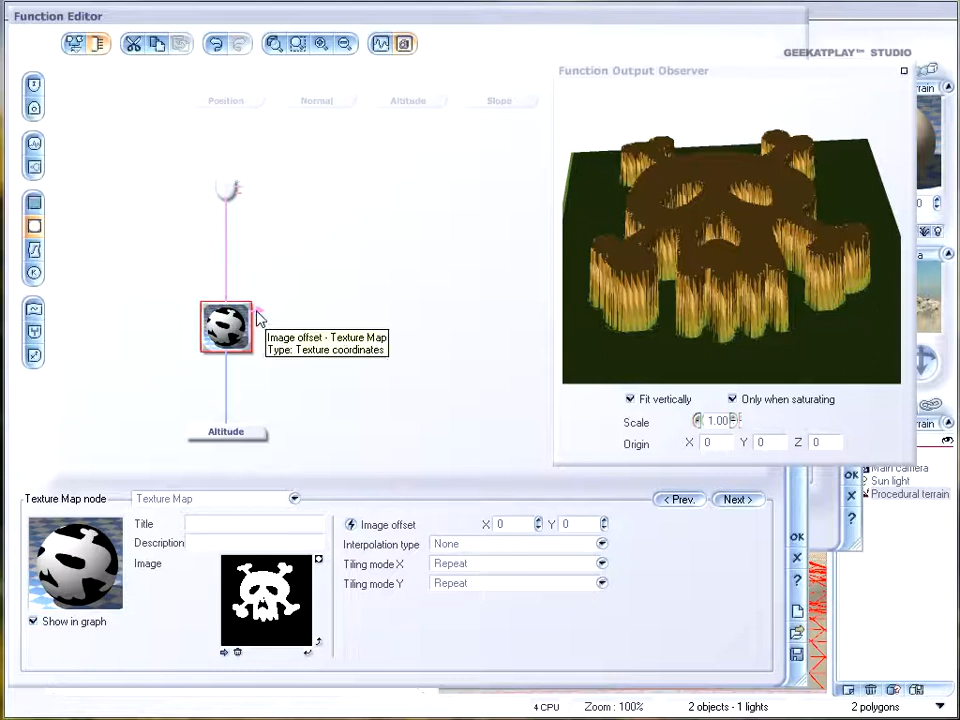 Function Editor
GEEKATPLAY™ STUDIO
Function Output Observer
Position
Normal
Altitude
Slope
Image offset - Texture Map
Type: Texture coordinates
Fit vertically
Only when saturating
Scale
1.00
Origin
X 0 Y 0 Z 0
Altitude
Main camera
Sun light
Procedural terrain
OK
?
Texture Map node
Texture Map
< Prev.
Next >
Title
Description
Image
Image offset
X 0 Y 0
Interpolation type
None
Tiling mode X
Repeat
Tiling mode Y
Repeat
Show in graph
OK
?
4 CPU
Zoom : 100%
2 objects - 1 lights
2 polygons